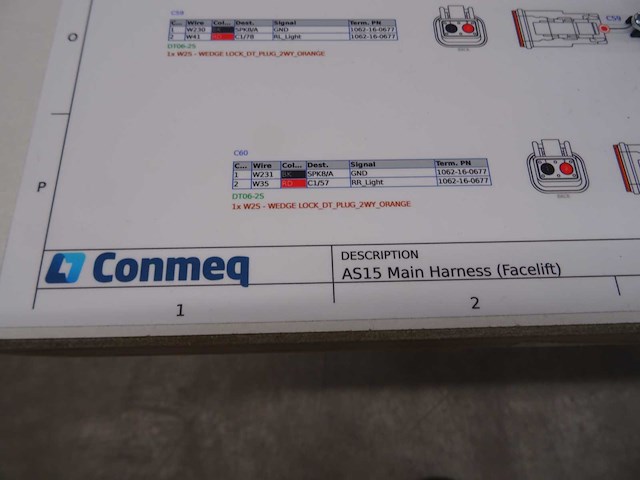 O
C59
C... Wire Col... Dest. Signal Term. PN
1 W230 BK SPKB/A GND 1062-16-0677
2 W41 C1/78 RL_Light 1062-16-0677
DT06-2S
1x W2S - WEDGE LOCK_DT_PLUG_2WY_ORANGE
C59
C60
C... Wire Col... Dest. Signal Term. PN
1 W231 BK SPKB/A GND 1062-16-0677
2 W35 RD C1/57 RR_Light 1062-16-0677
DT06-2S
1x W2S - WEDGE LOCK_DT_PLUG_2WY_ORANGE
P
Conmeq
DESCRIPTION
AS15 Main Harness (Facelift)
1
2